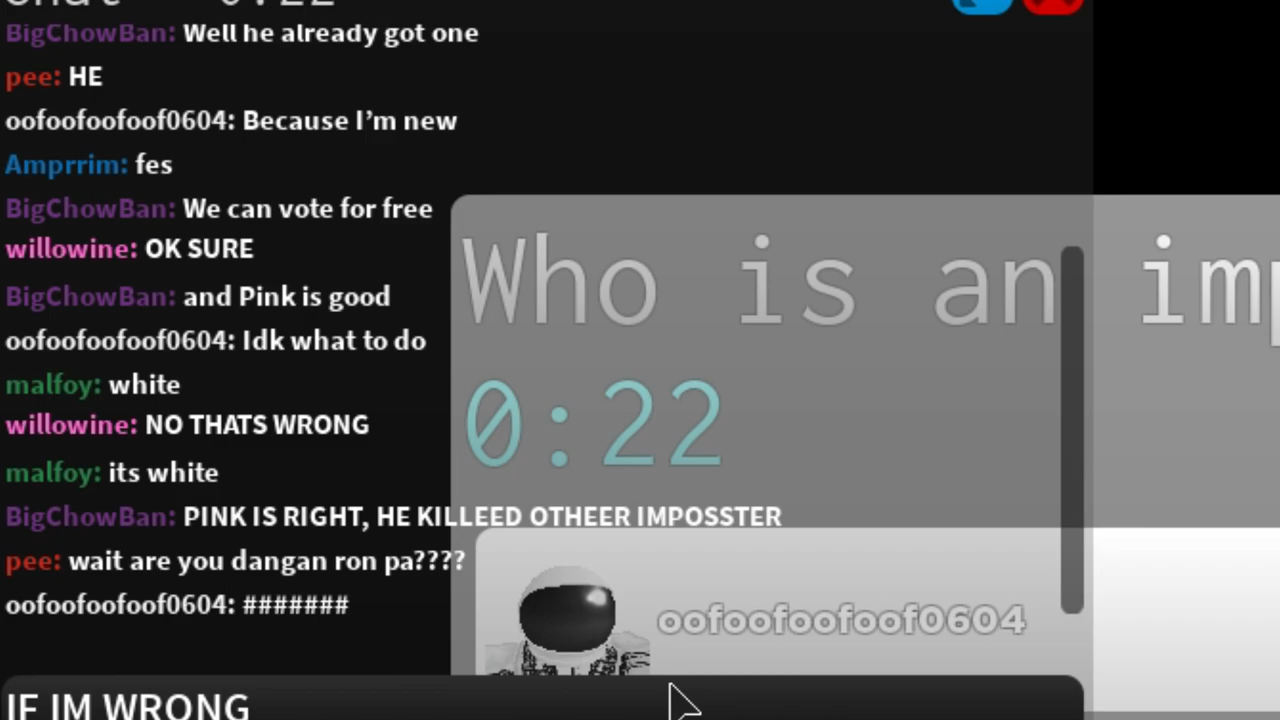 Chat - 0:22
BigChowBan: Well he already got one
pee: HE
oofoofoofoof0604: Because I’m new
Amprrim: fes
BigChowBan: We can vote for free
willowine: OK SURE
BigChowBan: and Pink is good
oofoofoofoof0604: Idk what to do
malfoy: white
willowine: NO THATS WRONG
malfoy: its white
BigChowBan: PINK IS RIGHT, HE KILLEED OTHEER IMPOSSTER
pee: wait are you dangan ron pa????
oofoofoofoof0604: #######
IF IM WRONG
Who is an imp
0:22
oofoofoofoof0604